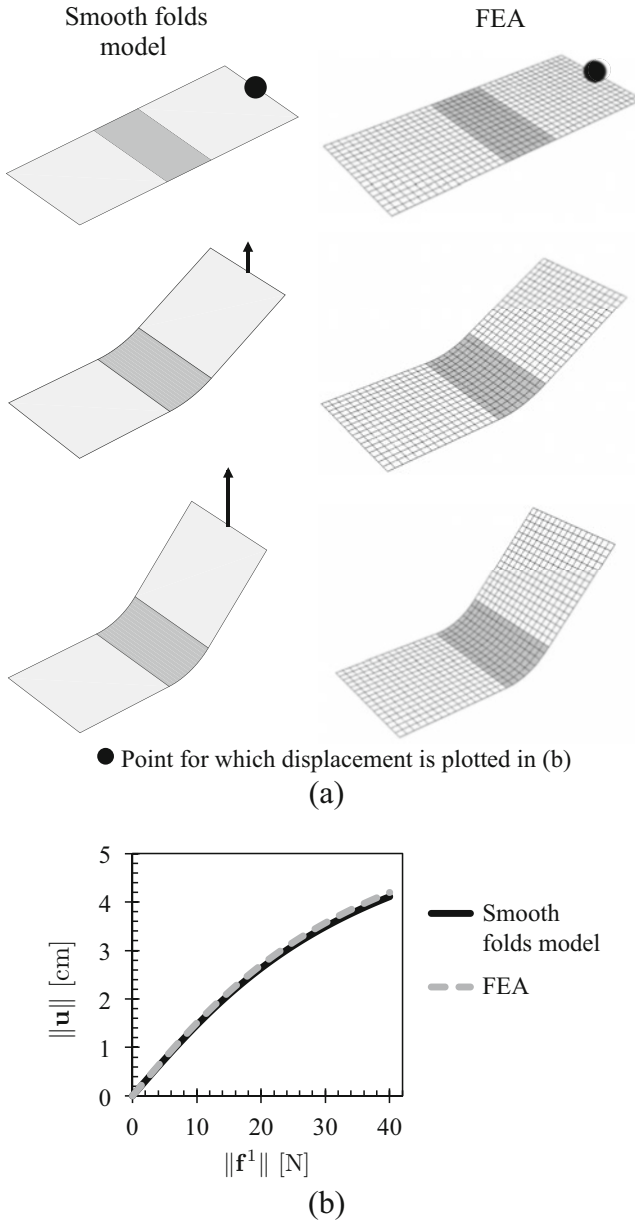 Smooth folds
model
FEA
● Point for which displacement is plotted in (b)
(a)
5
4
3
2
1
0
‖u‖ [cm]
0 10 20 30 40
‖f¹‖ [N]
Smooth
folds model
FEA
(b)